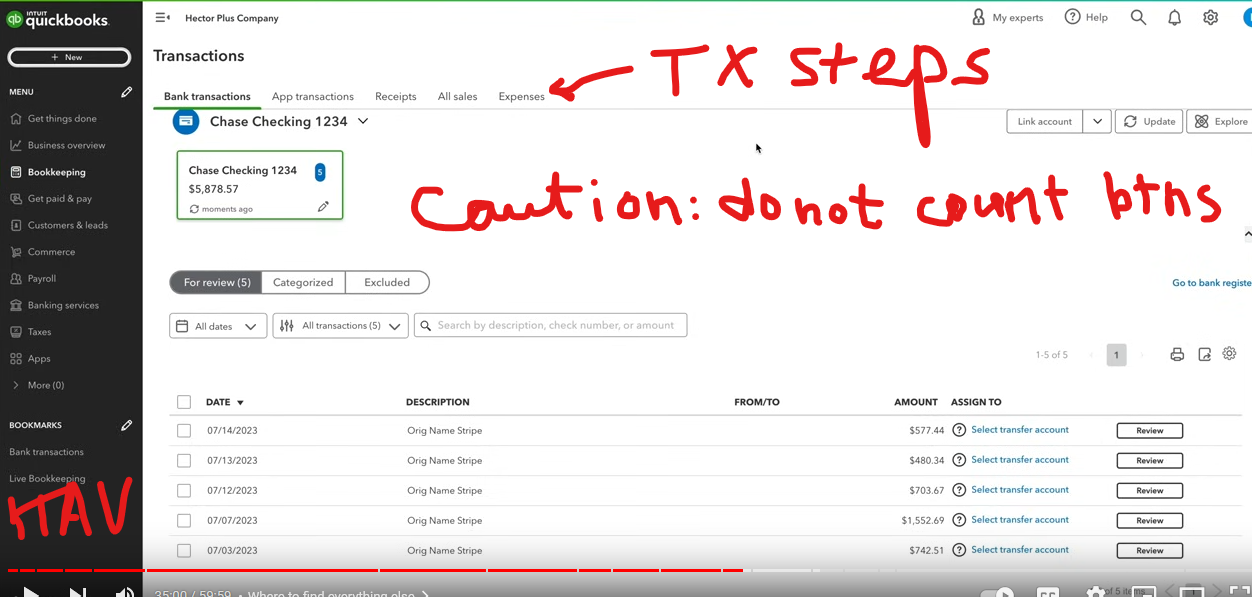 INTUIT
quickbooks.
Hector Plus Company
My experts
Help
+ New
Transactions
TX steps
MENU
Bank transactions App transactions Receipts All sales Expenses
Get things done
Business overview
Bookkeeping
Get paid & pay
Customers & leads
Commerce
Payroll
Banking services
Taxes
Apps
More (0)
BOOKMARKS
Bank transactions
Live Bookkeeping
Chase Checking 1234
Link account Update Explore
Chase Checking 1234 5
$5,878.57
moments ago
Caution: do not count btns
For review (5) Categorized Excluded
Go to bank registe
All dates All transactions (5) Search by description, check number, or amount
1-5 of 5 1
DATE DESCRIPTION FROM/TO AMOUNT ASSIGN TO
07/14/2023 Orig Name Stripe $577.44 Select transfer account Review
07/13/2023 Orig Name Stripe $480.34 Select transfer account Review
07/12/2023 Orig Name Stripe $703.67 Select transfer account Review
07/07/2023 Orig Name Stripe $1,552.69 Select transfer account Review
07/03/2023 Orig Name Stripe $742.51 Select transfer account Review
35:00 / 59:59 • Where to find everything else
of 5 items